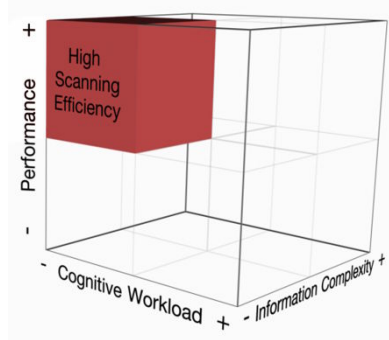 +
High
Scanning
Efficiency
Performance
-
- Cognitive Workload +
- Information Complexity +